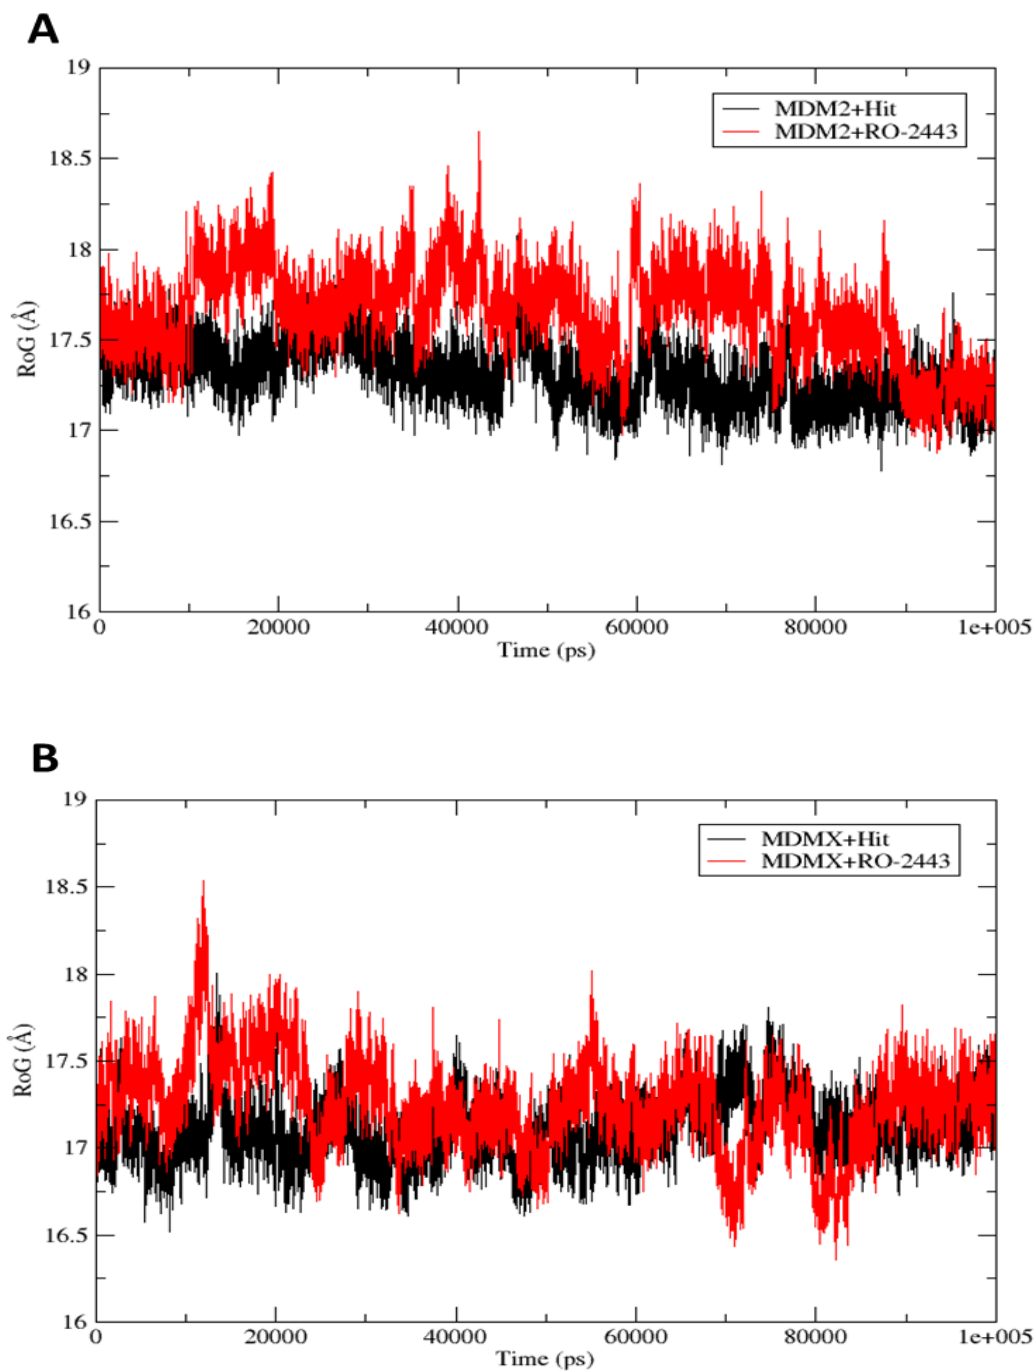 A
19
18.5
18
17.5
17
16.5
16
RoG (Å)
MDM2+Hit
MDM2+RO-2443
0
20000
40000
60000
80000
1e+005
Time (ps)
B
19
18.5
18
17.5
17
16.5
16
RoG (Å)
MDMX+Hit
MDMX+RO-2443
0
20000
40000
60000
80000
1e+005
Time (ps)